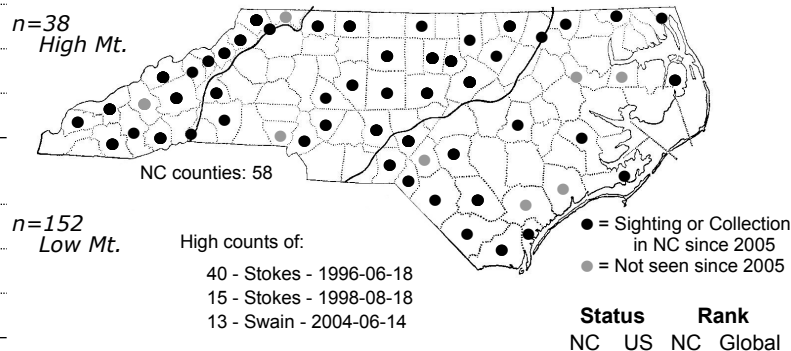 n=38
High Mt.
NC counties: 58
n=152
Low Mt.
High counts of:
40 - Stokes - 1996-06-18
15 - Stokes - 1998-08-18
13 - Swain - 2004-06-14
= Sighting or Collection
in NC since 2005
= Not seen since 2005
Status Rank
NC US NC Global